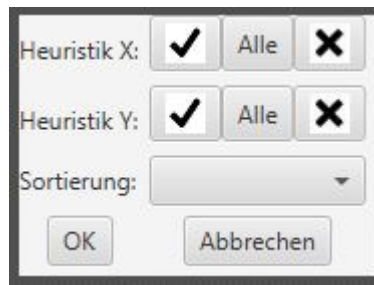 Heuristik X: Alle
Heuristik Y: Alle
Sortierung:
OK Abbrechen